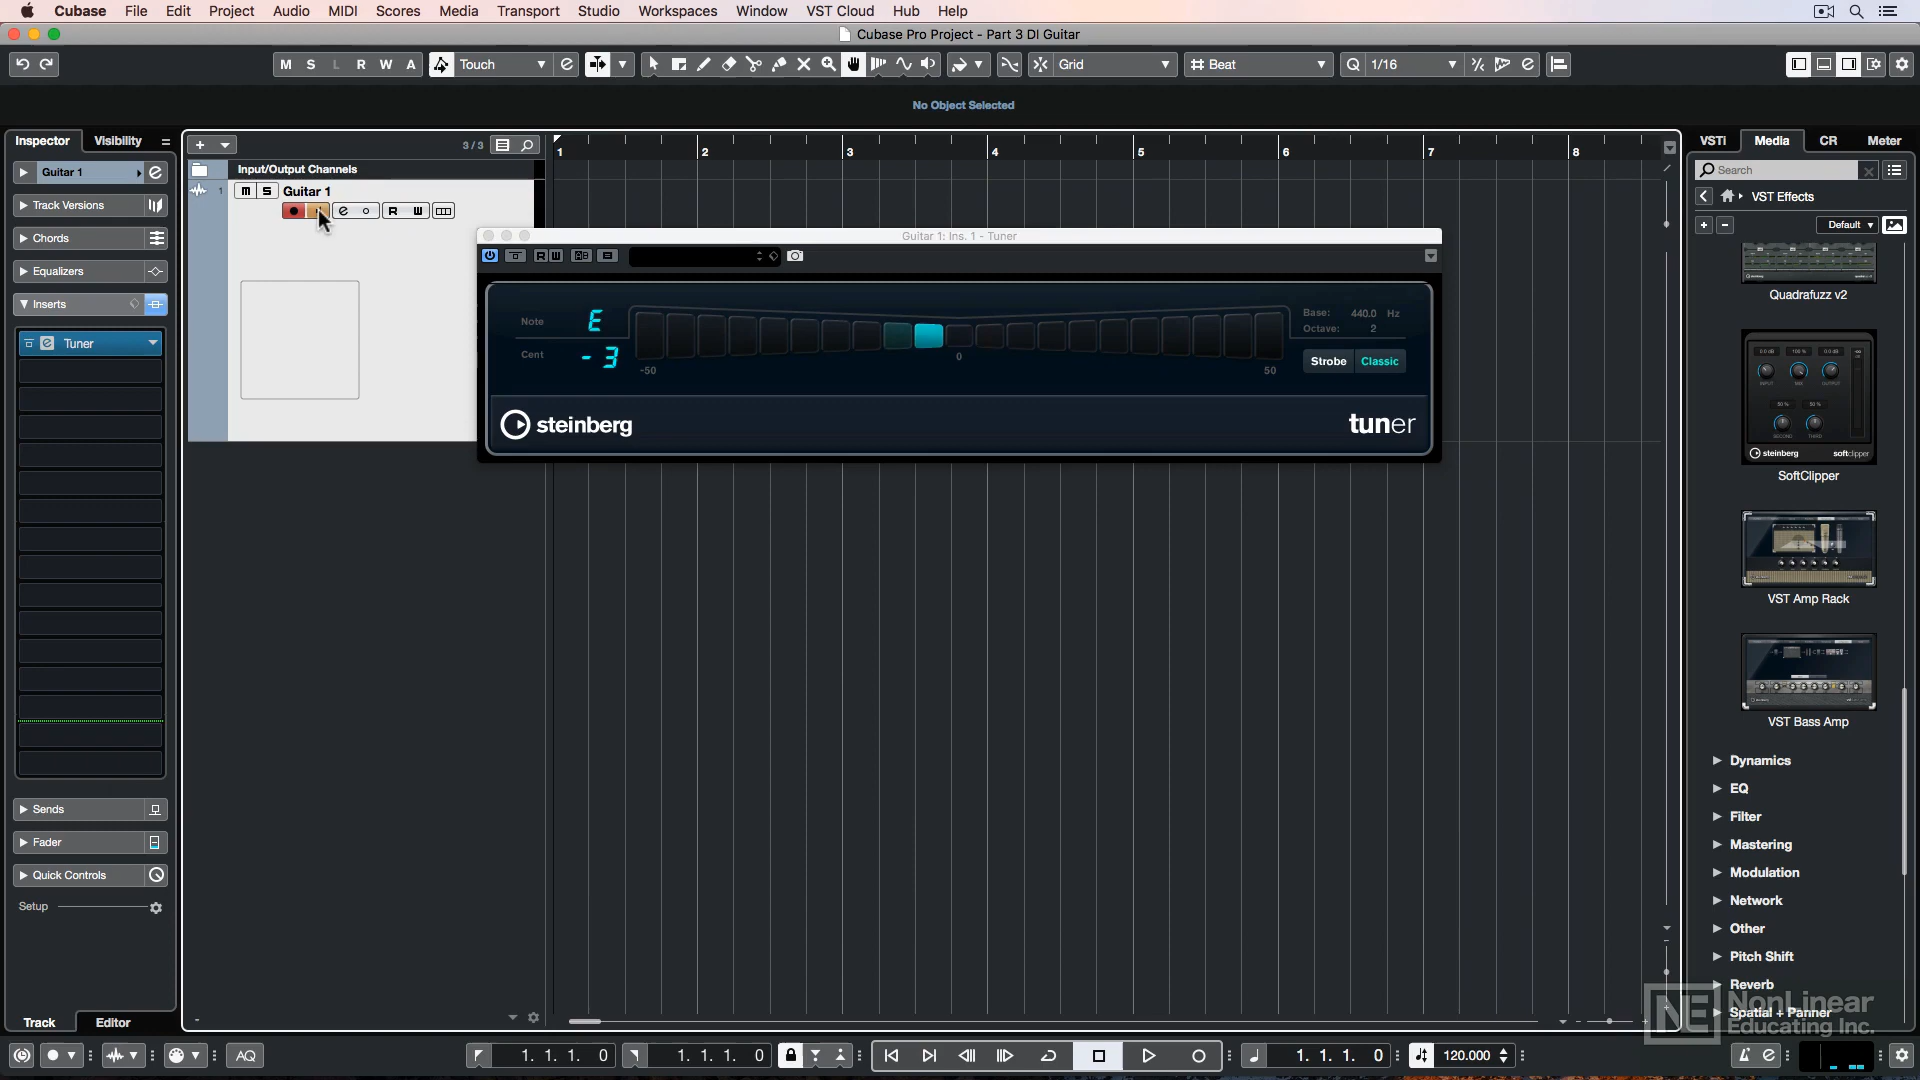 Cubase File Edit Project Audio MIDI Scores Media Transport Studio Workspaces Window VST Cloud Hub Help
Cubase Pro Project - Part 3 DI Guitar
M S L R W A Touch Grid Beat Q 1/16
No Object Selected
Inspector Visibility
Guitar 1
Track Versions
Chords
Equalizers
Inserts
Tuner
Sends
Fader
Quick Controls
Setup
Track Editor
3 / 3
Input/Output Channels
1 M S Guitar 1
R W
1 2 3 4 5 6 7 8
Guitar 1: Ins. 1 - Tuner
R W
Note E
Cent - 3
-50 0 50
Base: 440.0 Hz
Octave: 2
Strobe Classic
steinberg
tuner
VSTi Media CR Meter
Search
VST Effects
Default
Quadrafuzz v2
steinberg softclipper
SoftClipper
VST Amp Rack
VST Bass Amp
Dynamics
EQ
Filter
Mastering
Modulation
Network
Other
Pitch Shift
Reverb
Spatial + Panner
NE NonLinear
Educating Inc.
AQ
1. 1. 1. 0
1. 1. 1. 0
1. 1. 1. 0
120.000